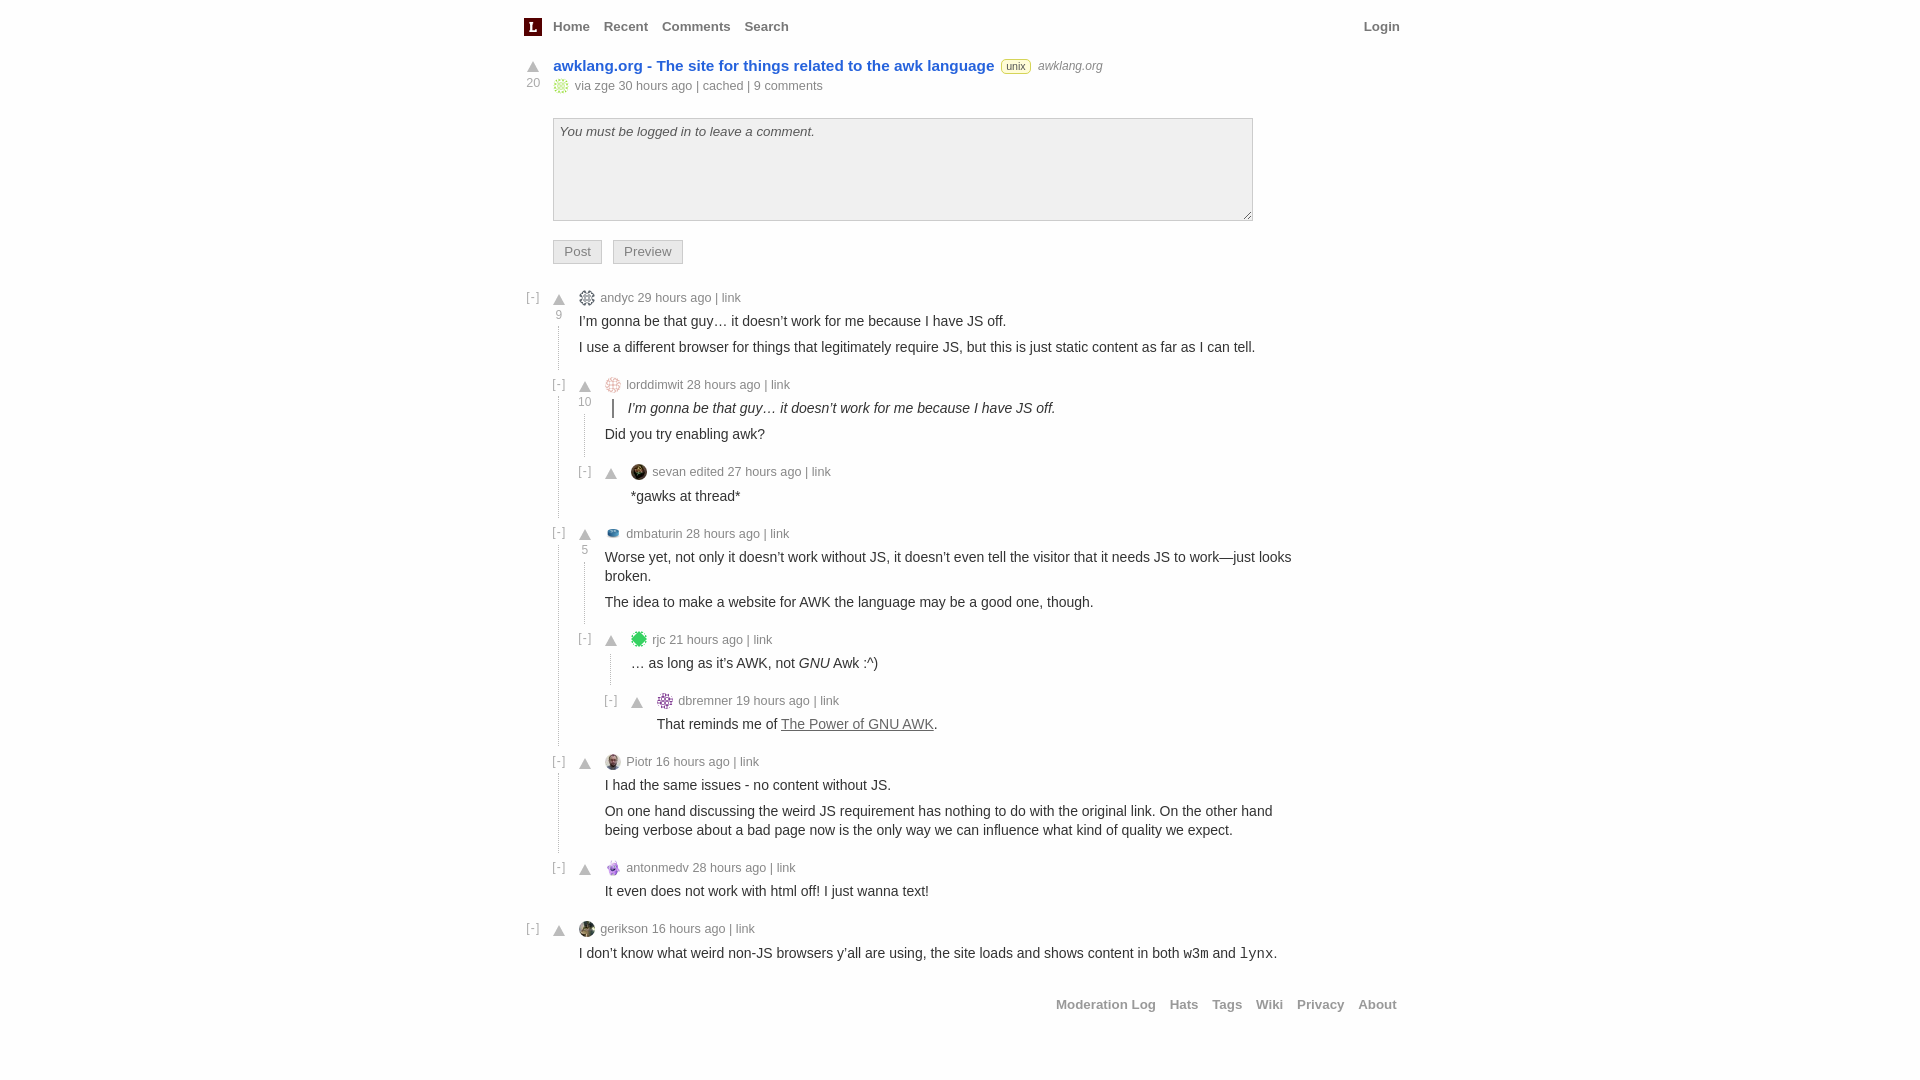 L Home Recent Comments Search Login
awklang.org - The site for things related to the awk language unix awklang.org
20
via zge 30 hours ago | cached | 9 comments
You must be logged in to leave a comment.
Post Preview
[-] andyc 29 hours ago | link
9
I’m gonna be that guy… it doesn’t work for me because I have JS off.
I use a different browser for things that legitimately require JS, but this is just static content as far as I can tell.
[-] lorddimwit 28 hours ago | link
10
I’m gonna be that guy… it doesn’t work for me because I have JS off.
Did you try enabling awk?
[-] sevan edited 27 hours ago | link
*gawks at thread*
[-] dmbaturin 28 hours ago | link
5
Worse yet, not only it doesn’t work without JS, it doesn’t even tell the visitor that it needs JS to work—just looks
broken.
The idea to make a website for AWK the language may be a good one, though.
[-] rjc 21 hours ago | link
… as long as it’s AWK, not GNU Awk :^)
[-] dbremner 19 hours ago | link
That reminds me of The Power of GNU AWK.
[-] Piotr 16 hours ago | link
I had the same issues - no content without JS.
On one hand discussing the weird JS requirement has nothing to do with the original link. On the other hand
being verbose about a bad page now is the only way we can influence what kind of quality we expect.
[-] antonmedv 28 hours ago | link
It even does not work with html off! I just wanna text!
[-] gerikson 16 hours ago | link
I don’t know what weird non-JS browsers y’all are using, the site loads and shows content in both w3m and lynx.
Moderation Log Hats Tags Wiki Privacy About